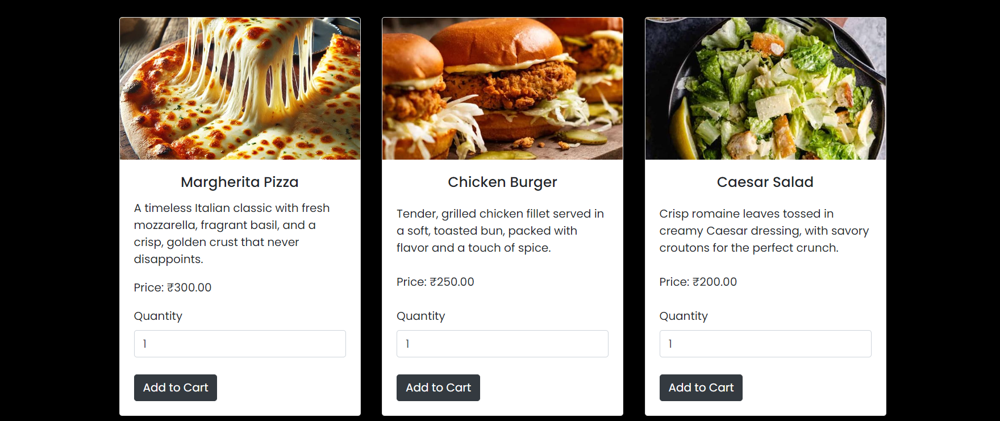 Margherita Pizza
A timeless Italian classic with fresh
mozzarella, fragrant basil, and a
crisp, golden crust that never
disappoints.
Price: ₹300.00
Quantity
1
Add to Cart
Chicken Burger
Tender, grilled chicken fillet served in
a soft, toasted bun, packed with
flavor and a touch of spice.
Price: ₹250.00
Quantity
1
Add to Cart
Caesar Salad
Crisp romaine leaves tossed in
creamy Caesar dressing, with savory
croutons for the perfect crunch.
Price: ₹200.00
Quantity
1
Add to Cart